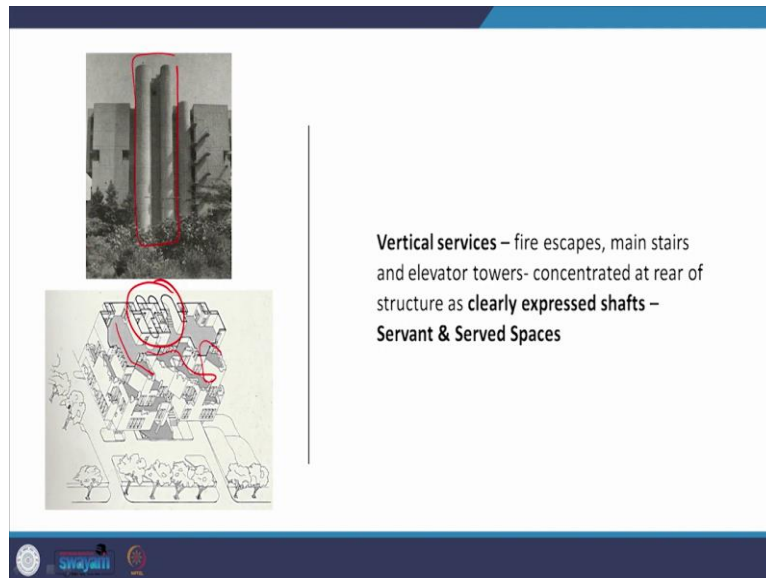 Vertical services – fire escapes, main stairs
and elevator towers- concentrated at rear of
structure as clearly expressed shafts –
Servant & Served Spaces
swayam